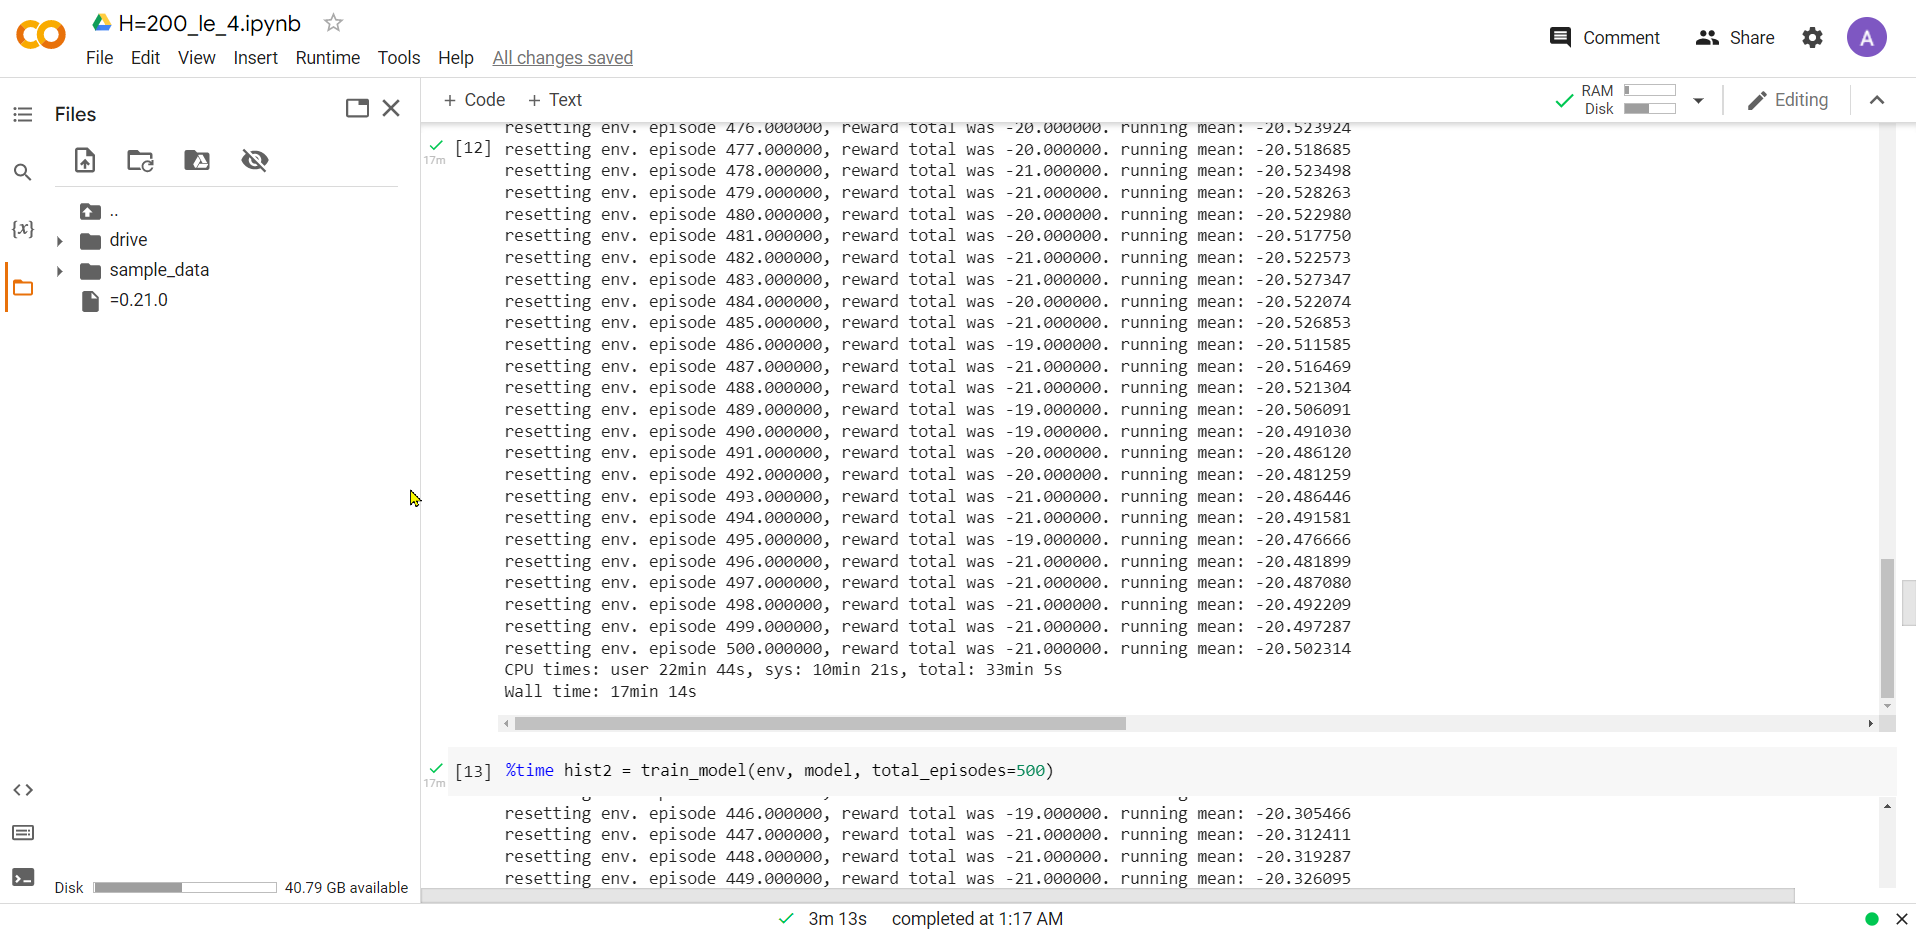 H=200_le_4.ipynb
Comment
Share
A
File Edit View Insert Runtime Tools Help All changes saved
Files
+ Code + Text
RAM
Disk
Editing
{x}
..
drive
sample_data
=0.21.0
Disk 40.79 GB available
resetting env. episode 476.000000, reward total was -20.000000. running mean: -20.523924
[12] resetting env. episode 477.000000, reward total was -20.000000. running mean: -20.518685
17m
resetting env. episode 478.000000, reward total was -21.000000. running mean: -20.523498
resetting env. episode 479.000000, reward total was -21.000000. running mean: -20.528263
resetting env. episode 480.000000, reward total was -20.000000. running mean: -20.522980
resetting env. episode 481.000000, reward total was -20.000000. running mean: -20.517750
resetting env. episode 482.000000, reward total was -21.000000. running mean: -20.522573
resetting env. episode 483.000000, reward total was -21.000000. running mean: -20.527347
resetting env. episode 484.000000, reward total was -20.000000. running mean: -20.522074
resetting env. episode 485.000000, reward total was -21.000000. running mean: -20.526853
resetting env. episode 486.000000, reward total was -19.000000. running mean: -20.511585
resetting env. episode 487.000000, reward total was -21.000000. running mean: -20.516469
resetting env. episode 488.000000, reward total was -21.000000. running mean: -20.521304
resetting env. episode 489.000000, reward total was -19.000000. running mean: -20.506091
resetting env. episode 490.000000, reward total was -19.000000. running mean: -20.491030
resetting env. episode 491.000000, reward total was -20.000000. running mean: -20.486120
resetting env. episode 492.000000, reward total was -20.000000. running mean: -20.481259
resetting env. episode 493.000000, reward total was -21.000000. running mean: -20.486446
resetting env. episode 494.000000, reward total was -21.000000. running mean: -20.491581
resetting env. episode 495.000000, reward total was -19.000000. running mean: -20.476666
resetting env. episode 496.000000, reward total was -21.000000. running mean: -20.481899
resetting env. episode 497.000000, reward total was -21.000000. running mean: -20.487080
resetting env. episode 498.000000, reward total was -21.000000. running mean: -20.492209
resetting env. episode 499.000000, reward total was -21.000000. running mean: -20.497287
resetting env. episode 500.000000, reward total was -21.000000. running mean: -20.502314
CPU times: user 22min 44s, sys: 10min 21s, total: 33min 5s
Wall time: 17min 14s
[13] %time hist2 = train_model(env, model, total_episodes=500)
17m
resetting env. episode 446.000000, reward total was -19.000000. running mean: -20.305466
resetting env. episode 447.000000, reward total was -21.000000. running mean: -20.312411
resetting env. episode 448.000000, reward total was -21.000000. running mean: -20.319287
resetting env. episode 449.000000, reward total was -21.000000. running mean: -20.326095
3m 13s completed at 1:17 AM